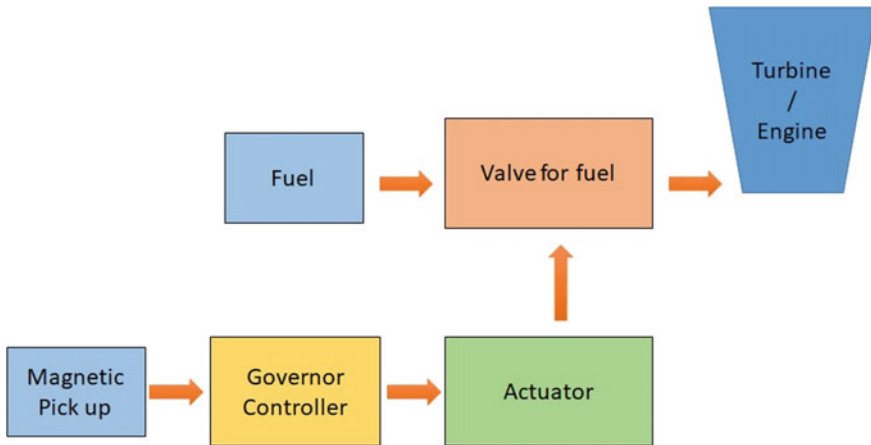 Turbine
/
Engine
Fuel
Valve for fuel
Magnetic
Pick up
Governor
Controller
Actuator